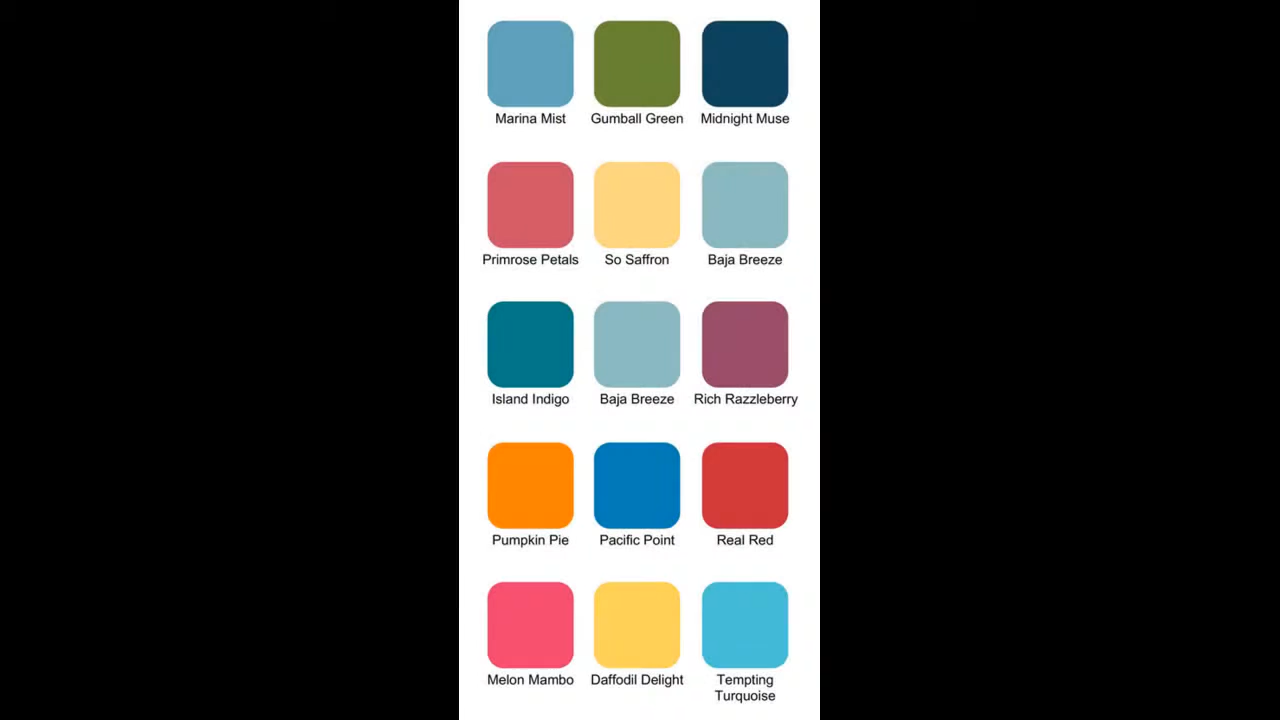 Marina Mist Gumball Green Midnight Muse
Primrose Petals So Saffron Baja Breeze
Island Indigo Baja Breeze Rich Razzleberry
Pumpkin Pie Pacific Point Real Red
Melon Mambo Daffodil Delight Tempting
Turquoise